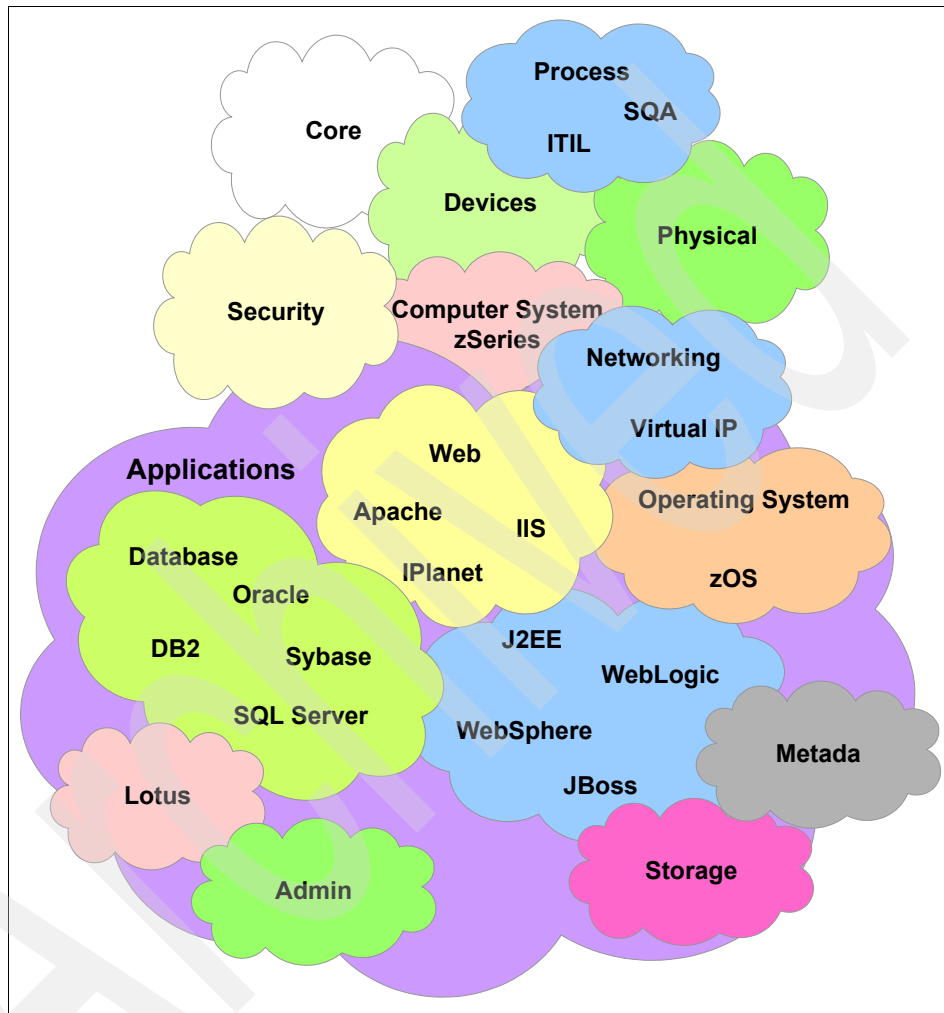 Process
SQA
ITIL
Core
Devices
Physical
Security
Computer System
zSeries
Networking
Virtual IP
Applications
Web
Apache
IIS
IPlanet
Operating System
zOS
Database
Oracle
DB2
Sybase
SQL Server
J2EE
WebLogic
WebSphere
JBoss
Metada
Lotus
Storage
Admin